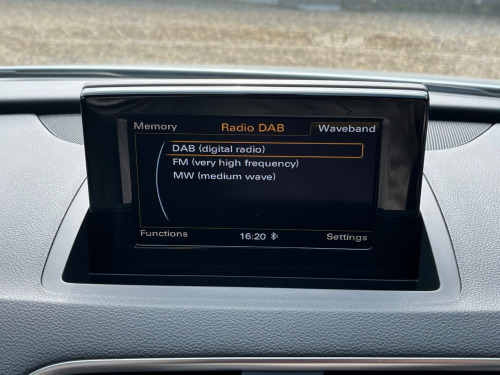 Memory Radio DAB Waveband
DAB (digital radio)
FM (very high frequency)
MW (medium wave)
Functions 16:20 Settings